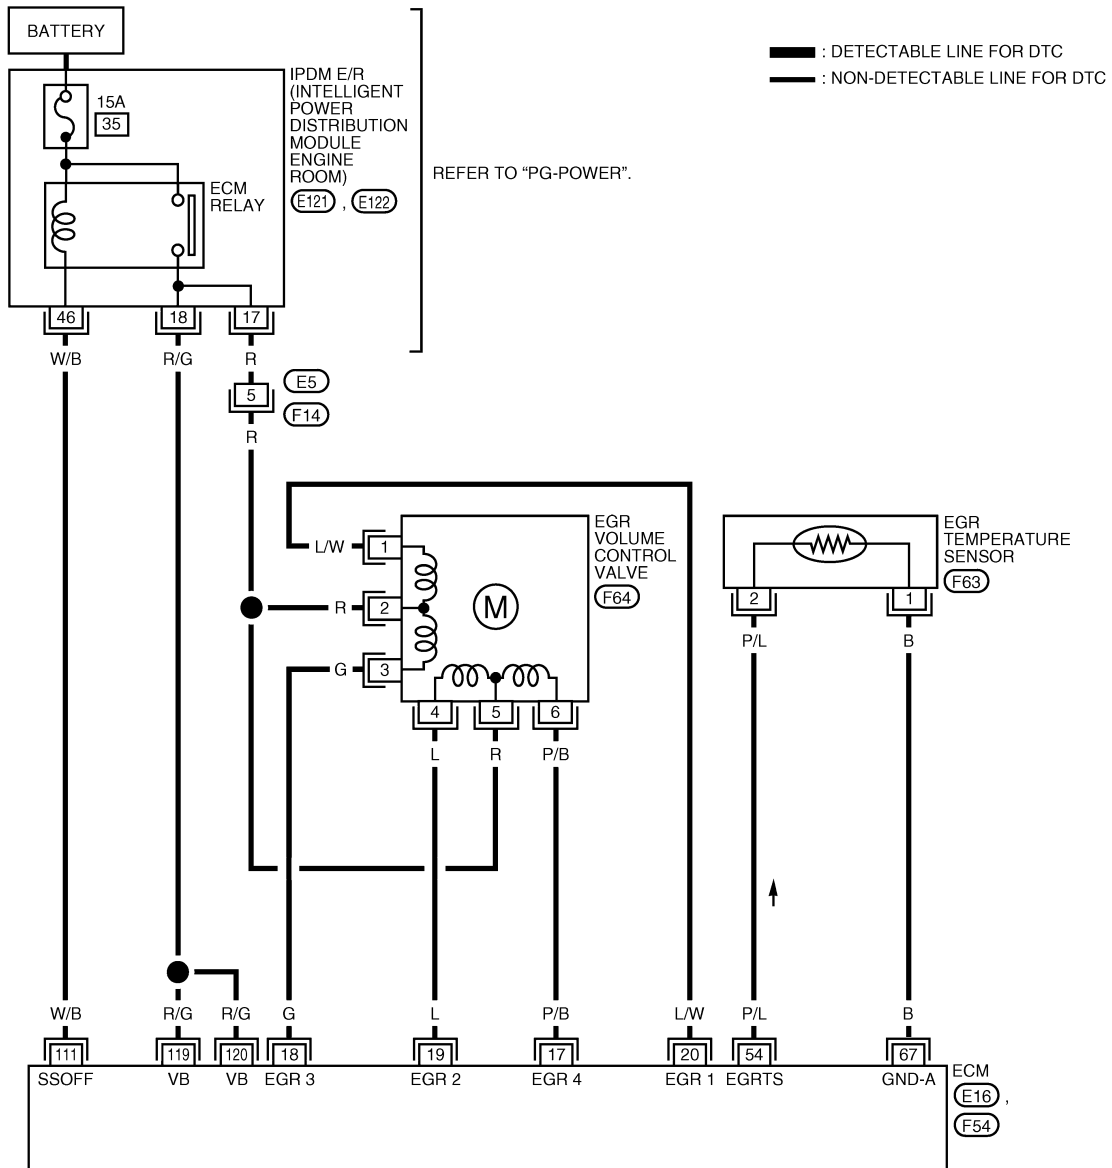 BATTERY
: DETECTABLE LINE FOR DTC
: NON-DETECTABLE LINE FOR DTC
15A
35
IPDM E/R
(INTELLIGENT
POWER
DISTRIBUTION
MODULE
ENGINE
ROOM)
E121 , E122
REFER TO “PG-POWER”.
ECM
RELAY
46 18 17
W/B R/G R
5
E5
F14
R
L/W 1
R 2
G 3
M
EGR
VOLUME
CONTROL
VALVE
F64
EGR
TEMPERATURE
SENSOR
F63
2 1
P/L B
4 5 6
L R P/B
W/B R/G R/G G L P/B L/W P/L B
111 119 120 18 19 17 20 54 67
SSOFF VB VB EGR 3 EGR 2 EGR 4 EGR 1 EGRTS GND-A
ECM
E16 ,
F54